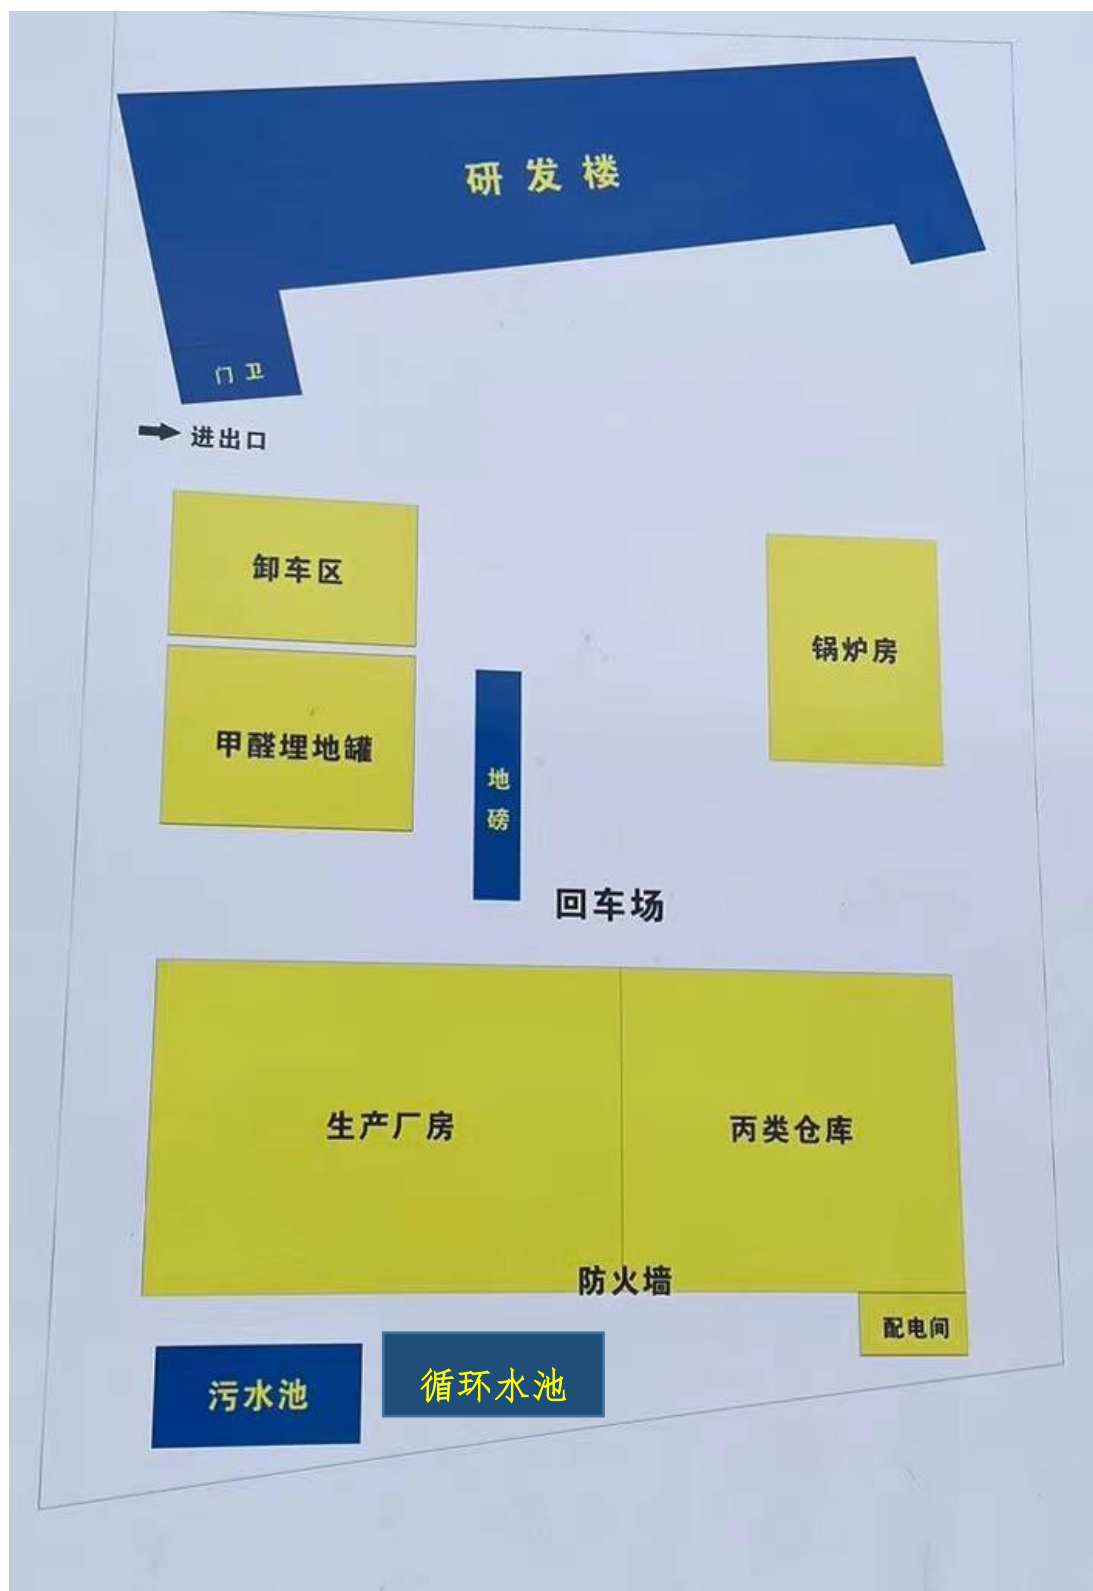 研发楼
门卫
进出口
卸车区
锅炉房
甲醛埋地罐
地磅
回车场
生产厂房
丙类仓库
防火墙
配电间
污水池
循环水池